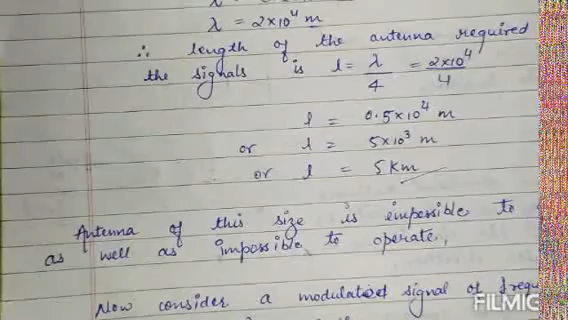 λ = 2×10⁴ m
∴ length of the antenna required
the signals is l = λ/4 = 2×10⁴/4
l = 0.5×10⁴ m
or l = 5×10³ m
or l = 5 Km
Antenna of this size is impossible to
as well as impossible to operate,
Now consider a modulated signal of frequ
FILMIG